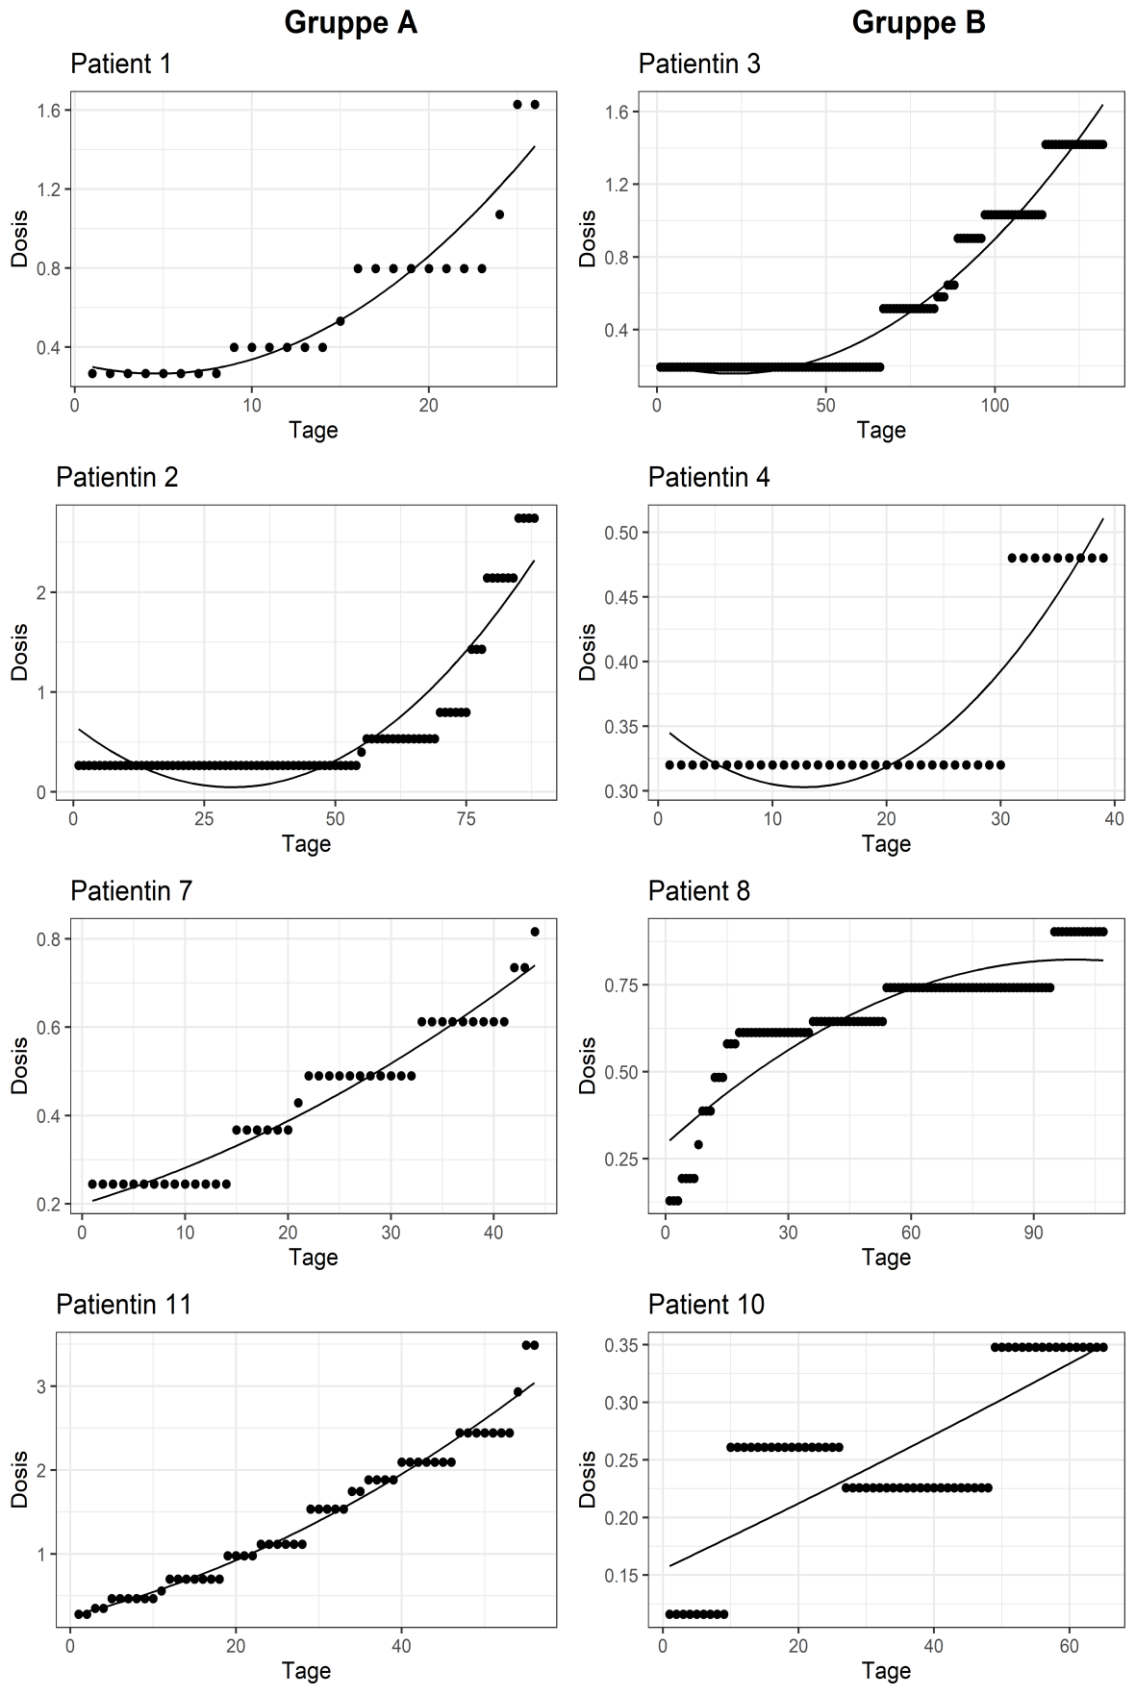 Gruppe A
Gruppe B
Patient 1
1.6
1.2
0.8
0.4
Dosis
0 10 20
Tage
Patientin 3
1.6
1.2
0.8
0.4
Dosis
0 50 100
Tage
Patientin 2
2
1
0
Dosis
0 25 50 75
Tage
Patientin 4
0.50
0.45
0.40
0.35
0.30
Dosis
0 10 20 30 40
Tage
Patientin 7
0.8
0.6
0.4
0.2
Dosis
0 10 20 30 40
Tage
Patient 8
0.75
0.50
0.25
Dosis
0 30 60 90
Tage
Patientin 11
3
2
1
Dosis
0 20 40
Tage
Patient 10
0.35
0.30
0.25
0.20
0.15
Dosis
0 20 40 60
Tage